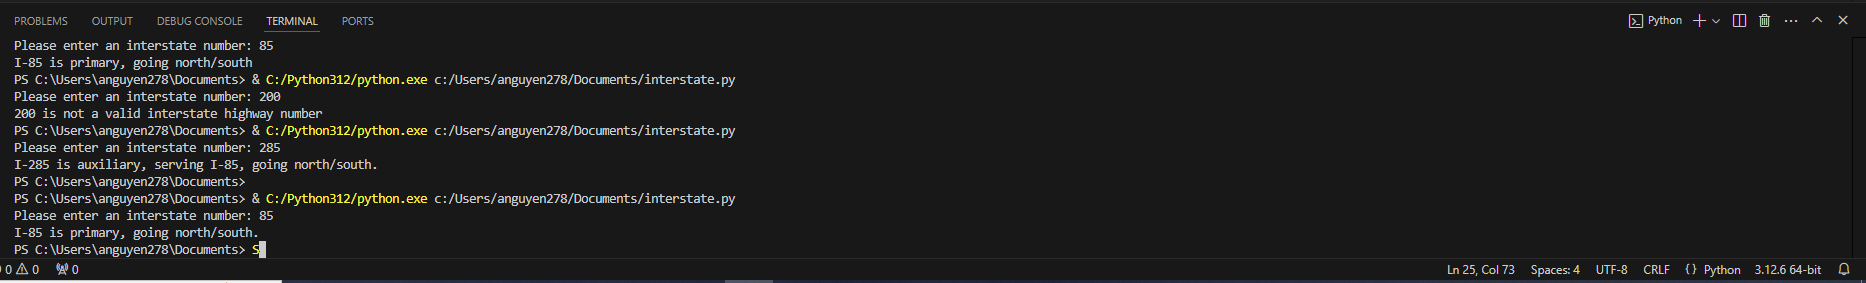 PROBLEMS OUTPUT DEBUG CONSOLE TERMINAL PORTS Python
Please enter an interstate number: 85
I-85 is primary, going north/south
PS C:\Users\anguyen278\Documents> & C:/Python312/python.exe c:/Users/anguyen278/Documents/interstate.py
Please enter an interstate number: 200
200 is not a valid interstate highway number
PS C:\Users\anguyen278\Documents> & C:/Python312/python.exe c:/Users/anguyen278/Documents/interstate.py
Please enter an interstate number: 285
I-285 is auxiliary, serving I-85, going north/south.
PS C:\Users\anguyen278\Documents>
PS C:\Users\anguyen278\Documents> & C:/Python312/python.exe c:/Users/anguyen278/Documents/interstate.py
Please enter an interstate number: 85
I-85 is primary, going north/south.
PS C:\Users\anguyen278\Documents> S
0 0 0 Ln 25, Col 73 Spaces: 4 UTF-8 CRLF {} Python 3.12.6 64-bit